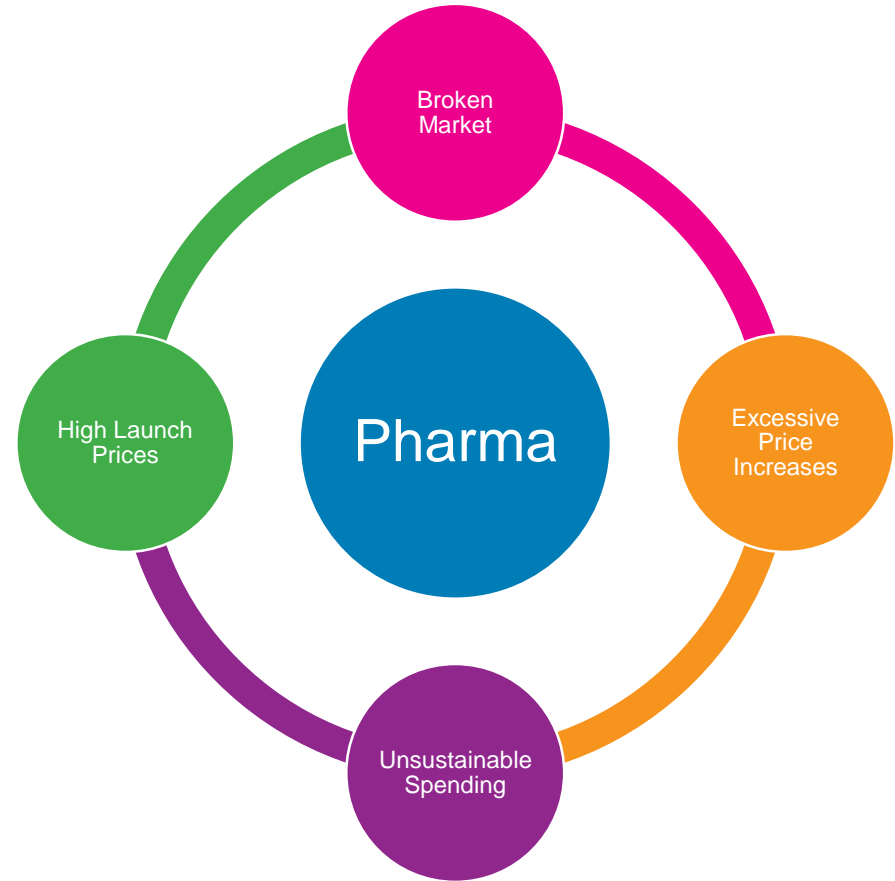 Broken
Market
High Launch
Prices
Pharma
Excessive
Price
Increases
Unsustainable
Spending